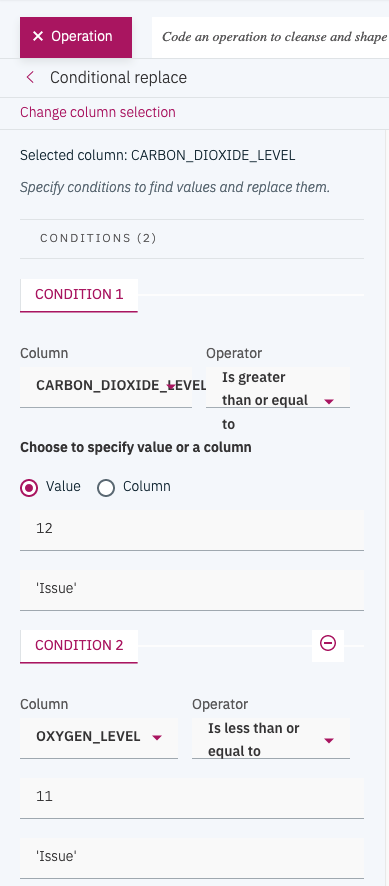 × Operation
Code an operation to cleanse and shape
Conditional replace
Change column selection
Selected column: CARBON_DIOXIDE_LEVEL
Specify conditions to find values and replace them.
CONDITIONS (2)
CONDITION 1
Column
Operator
CARBON_DIOXIDE_LEVEL
Is greater
than or equal
to
Choose to specify value or a column
Value
Column
12
'Issue'
CONDITION 2
Column
Operator
OXYGEN_LEVEL
Is less than or
equal to
11
'Issue'